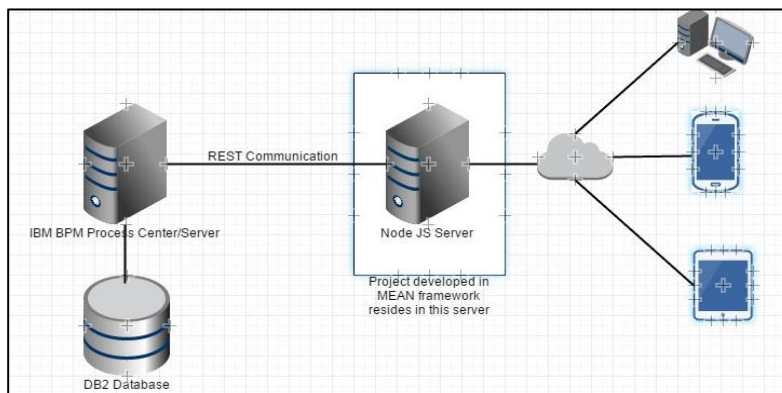 REST Communication
IBM BPM Process Center/Server
Node JS Server
Project developed in
MEAN framework
resides in this server
DB2 Database